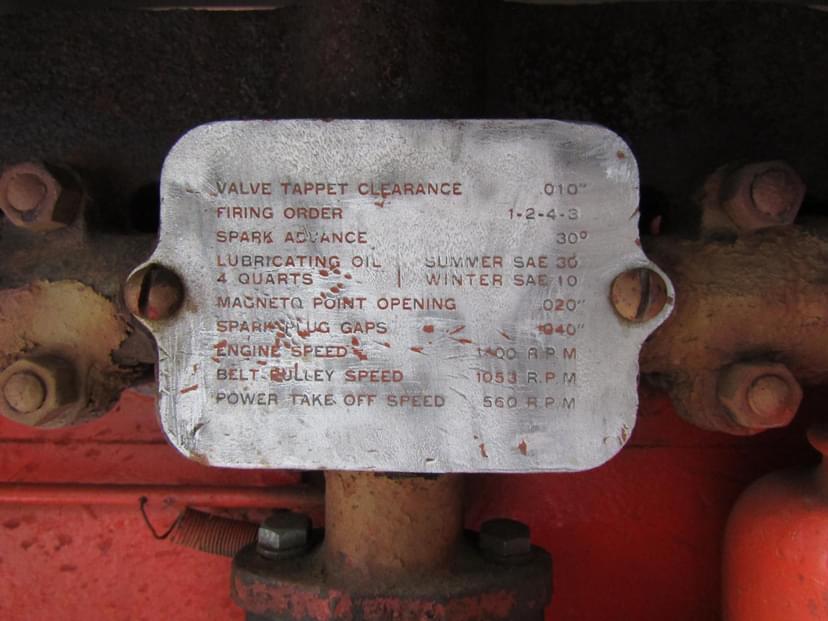 VALVE TAPPET CLEARANCE .010"
FIRING ORDER 1-2-4-3
SPARK ADVANCE 30°
LUBRICATING OIL | SUMMER SAE 30
4 QUARTS | WINTER SAE 10
MAGNETO POINT OPENING .020"
SPARK PLUG GAPS .040"
ENGINE SPEED R.P.M
BELT PULLEY SPEED 1053 R.P.M
POWER TAKE OFF SPEED 560 R.P.M